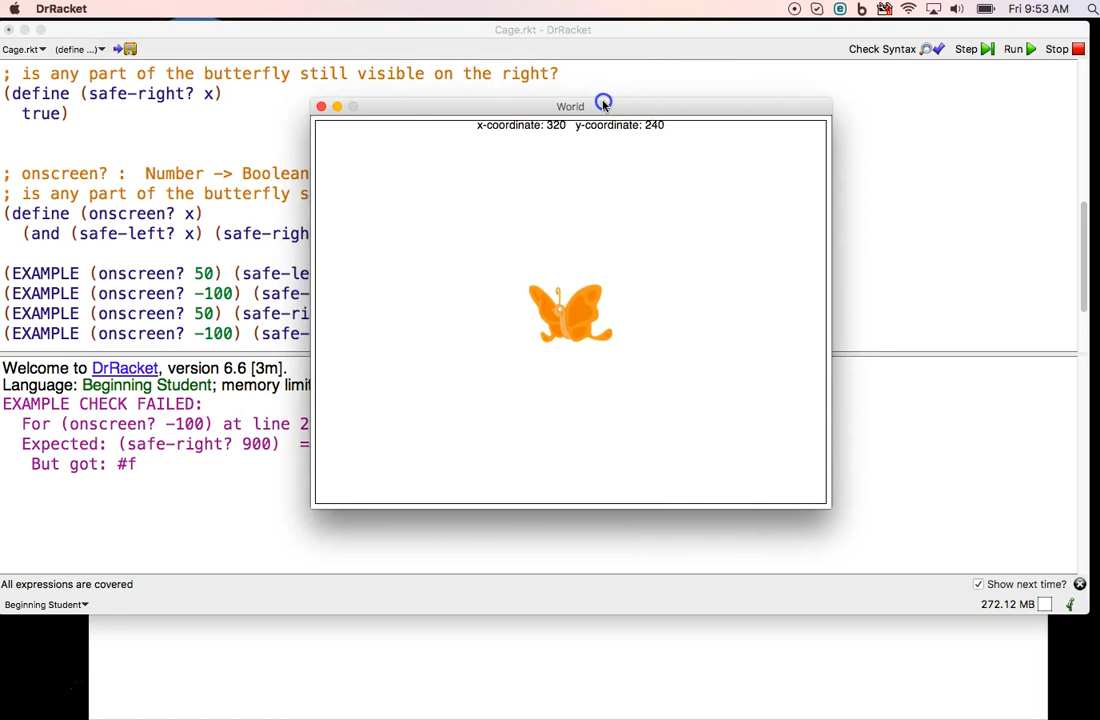 DrRacket
Fri 9:53 AM
Cage.rkt - DrRacket
Cage.rkt▾ (define ...)▾
Check Syntax Step Run Stop
; is any part of the butterfly still visible on the right?
(define (safe-right? x)
true)
; onscreen? : Number -> Boolean
; is any part of the butterfly s
(define (onscreen? x)
(and (safe-left? x) (safe-righ
(EXAMPLE (onscreen? 50) (safe-le
(EXAMPLE (onscreen? -100) (safe-
(EXAMPLE (onscreen? 50) (safe-ri
(EXAMPLE (onscreen? -100) (safe-
World
x-coordinate: 320 y-coordinate: 240
Welcome to DrRacket, version 6.6 [3m].
Language: Beginning Student; memory limi
EXAMPLE CHECK FAILED:
For (onscreen? -100) at line 2
Expected: (safe-right? 900) =
But got: #f
All expressions are covered
Show next time?
Beginning Student▾
272.12 MB